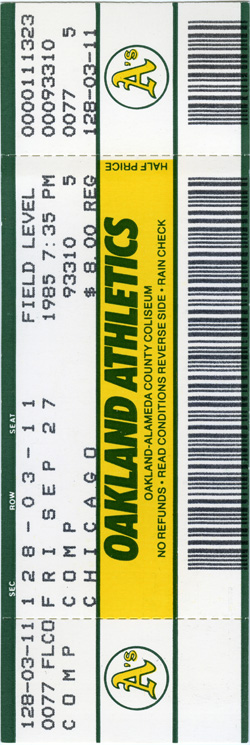 128-03-11
0077 FLCO
COMP
A's
SEC ROW SEAT
128-03-11 FIELD LEVEL
FRI SEP 27 1985 7:35 PM
COMP 93310 5
CHICAGO $ 8.00 REG
HALF PRICE
OAKLAND ATHLETICS
OAKLAND-ALAMEDA COUNTY COLISEUM
NO REFUNDS • READ CONDITIONS REVERSE SIDE • RAIN CHECK
0000111323
00093310
0077 5
128-03-11
A's